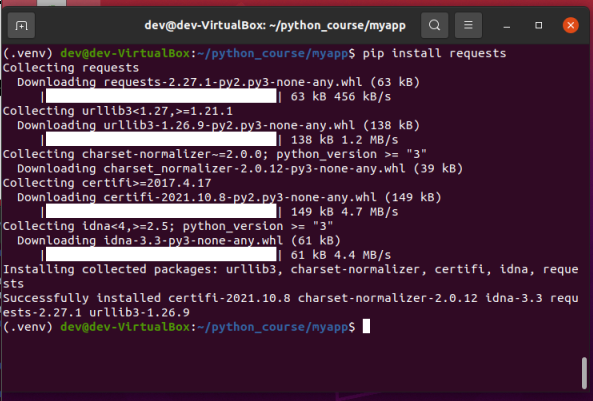 dev@dev-VirtualBox: ~/python_course/myapp
(.venv) dev@dev-VirtualBox:~/python_course/myapp$ pip install requests
Collecting requests
  Downloading requests-2.27.1-py2.py3-none-any.whl (63 kB)
     |                                | 63 kB 456 kB/s
Collecting urllib3<1.27,>=1.21.1
  Downloading urllib3-1.26.9-py2.py3-none-any.whl (138 kB)
     |                                | 138 kB 1.2 MB/s
Collecting charset-normalizer~=2.0.0; python_version >= "3"
  Downloading charset_normalizer-2.0.12-py3-none-any.whl (39 kB)
Collecting certifi>=2017.4.17
  Downloading certifi-2021.10.8-py2.py3-none-any.whl (149 kB)
     |                                | 149 kB 4.7 MB/s
Collecting idna<4,>=2.5; python_version >= "3"
  Downloading idna-3.3-py3-none-any.whl (61 kB)
     |                                | 61 kB 4.4 MB/s
Installing collected packages: urllib3, charset-normalizer, certifi, idna, reque
sts
Successfully installed certifi-2021.10.8 charset-normalizer-2.0.12 idna-3.3 requ
ests-2.27.1 urllib3-1.26.9
(.venv) dev@dev-VirtualBox:~/python_course/myapp$